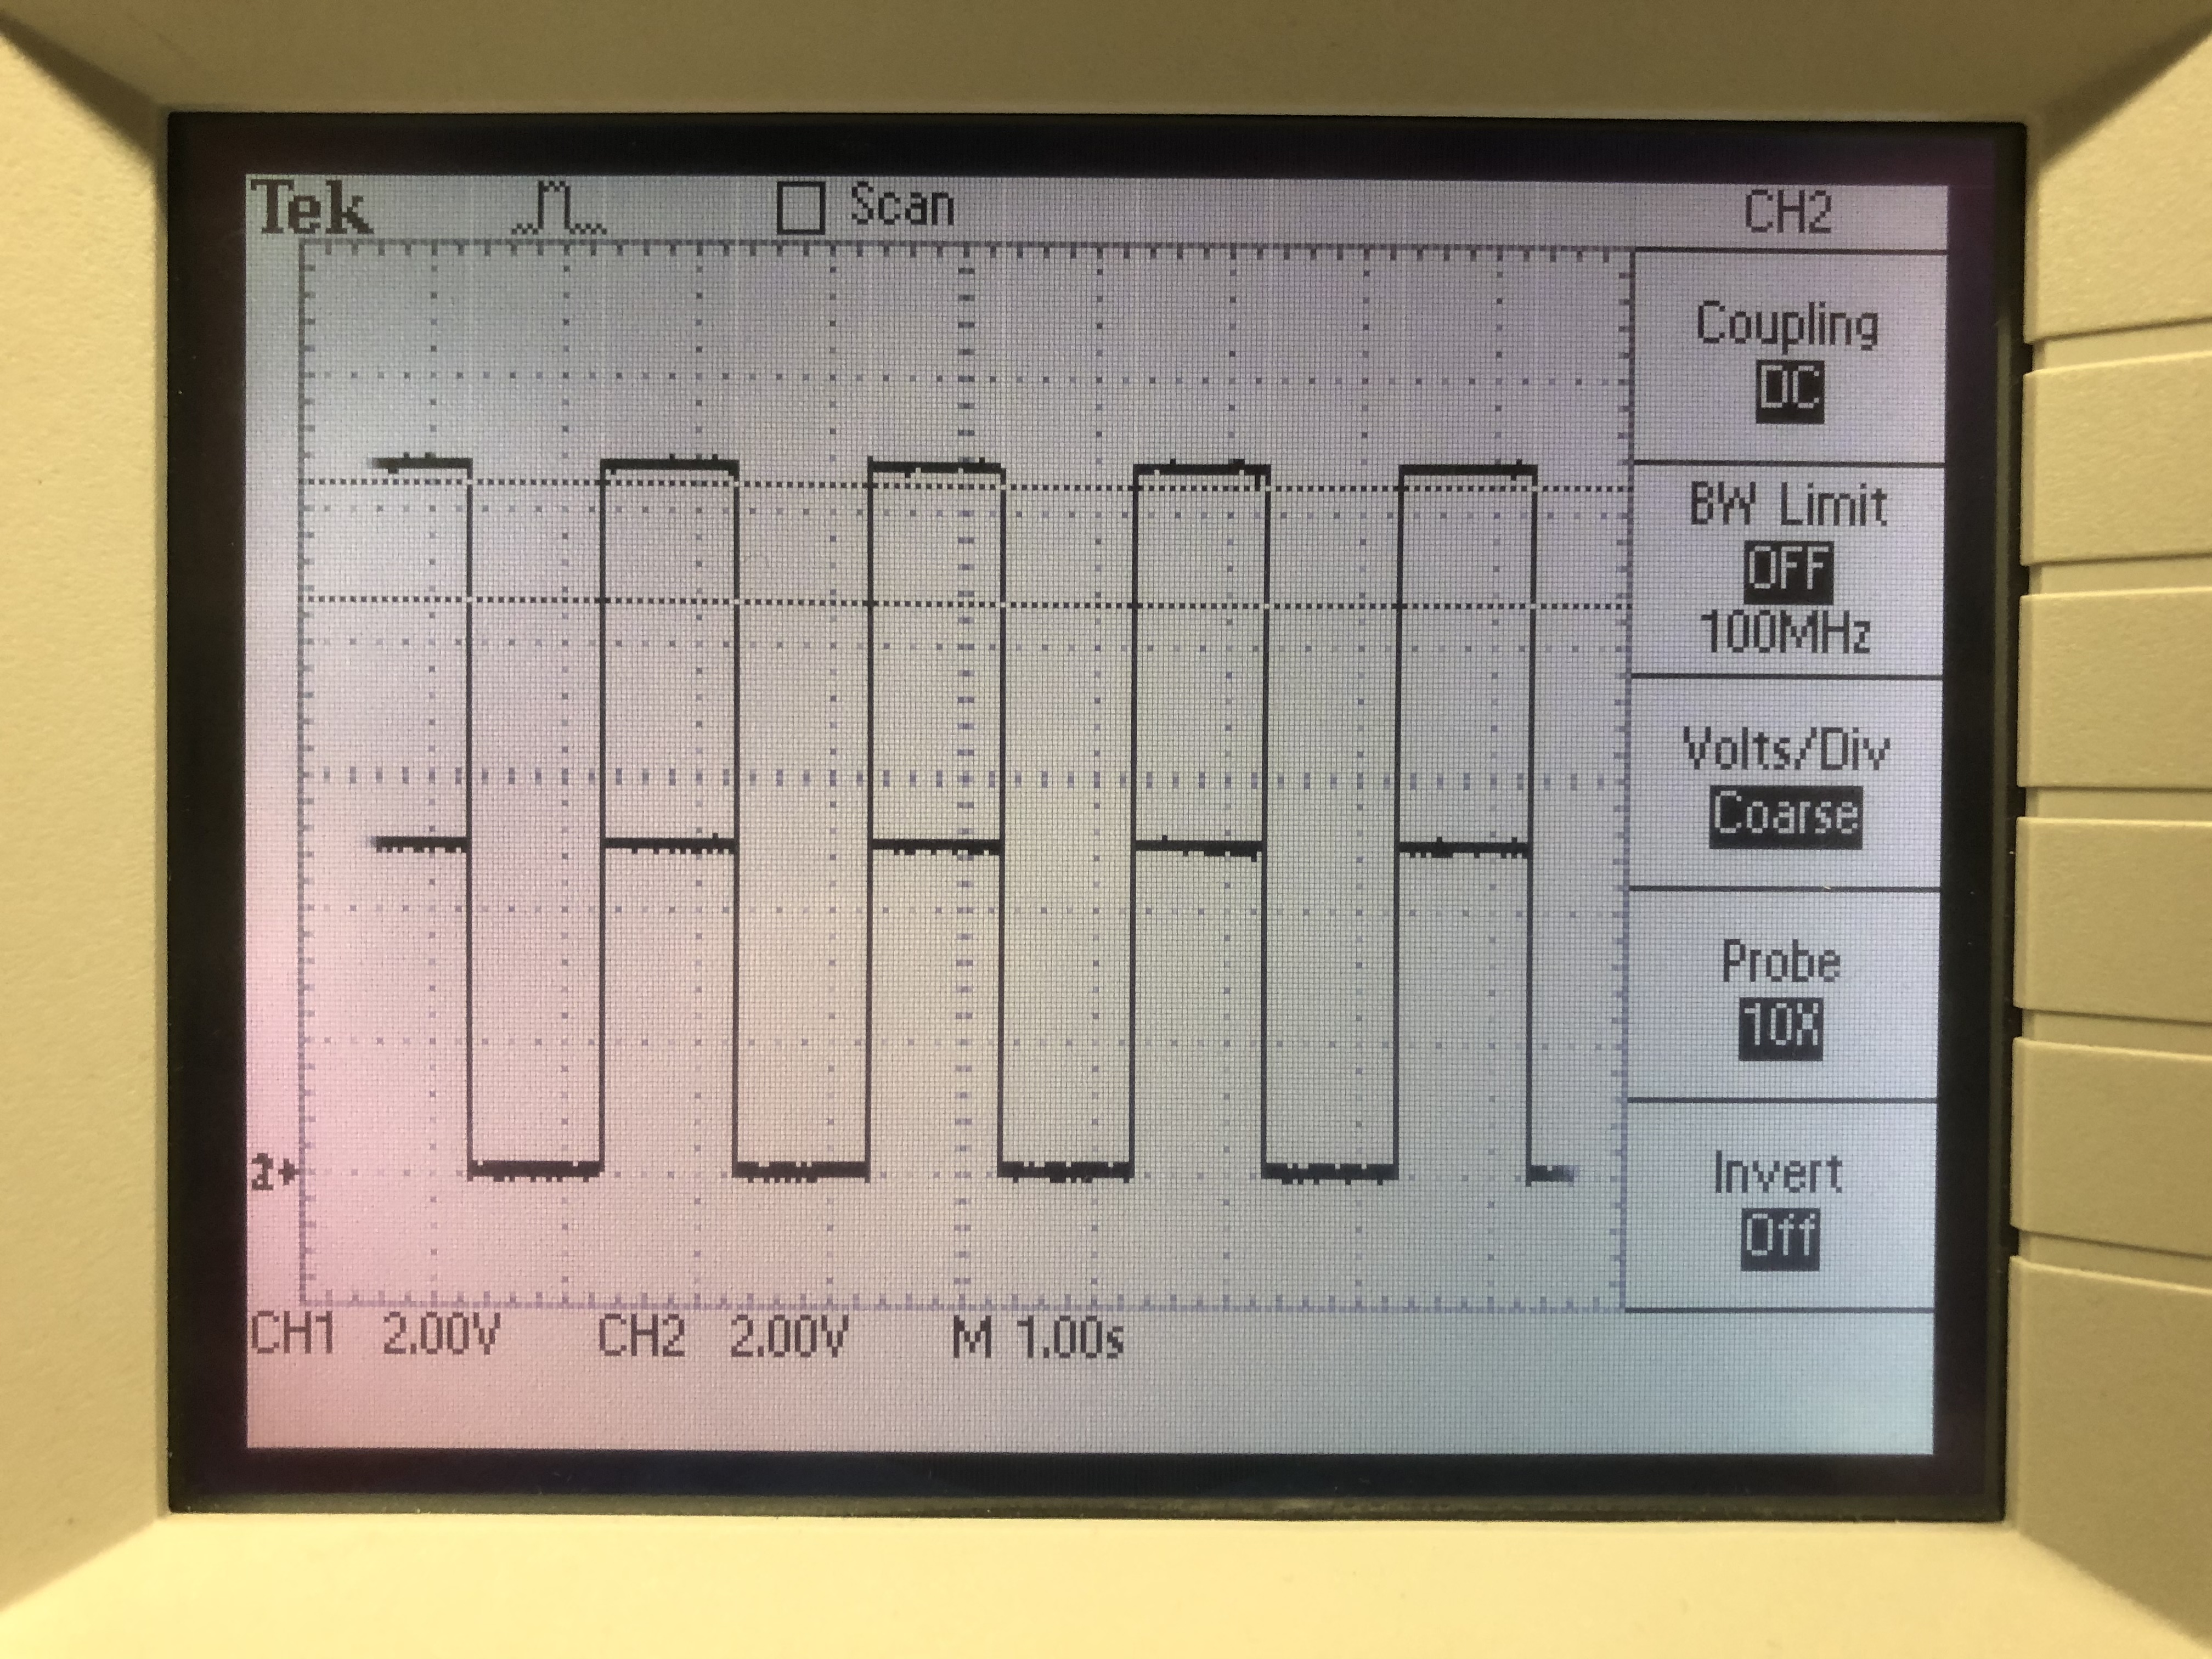 Tek Scan CH2
Coupling
DC
BW Limit
OFF
100MHz
Volts/Div
Coarse
Probe
10X
Invert
Off
CH1 2.00V CH2 2.00V M 1.00s